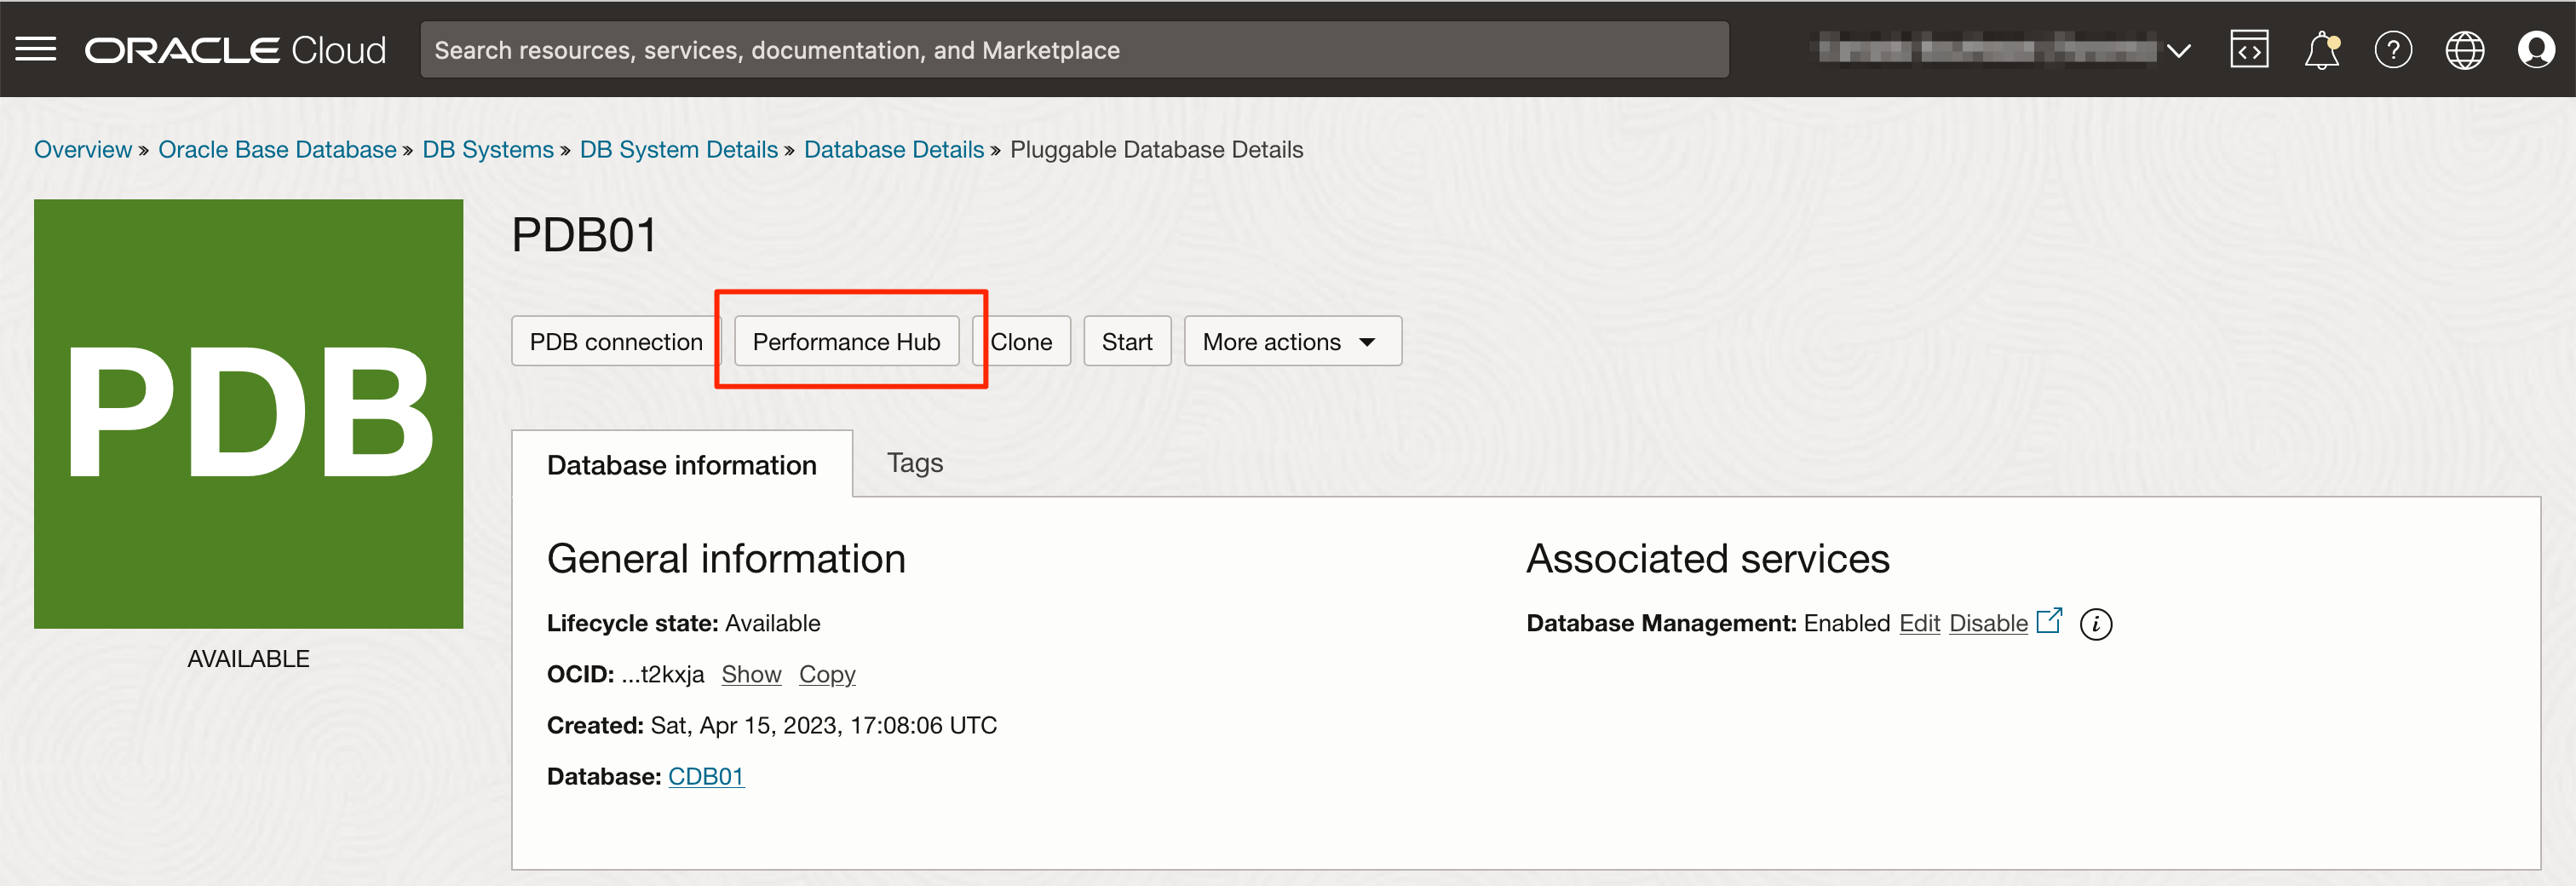 ORACLE Cloud
Search resources, services, documentation, and Marketplace
Overview » Oracle Base Database » DB Systems » DB System Details » Database Details » Pluggable Database Details
PDB
AVAILABLE
PDB01
PDB connection
Performance Hub
Clone
Start
More actions
Database information
Tags
General information
Lifecycle state: Available
OCID: ...t2kxja Show Copy
Created: Sat, Apr 15, 2023, 17:08:06 UTC
Database: CDB01
Associated services
Database Management: Enabled Edit Disable